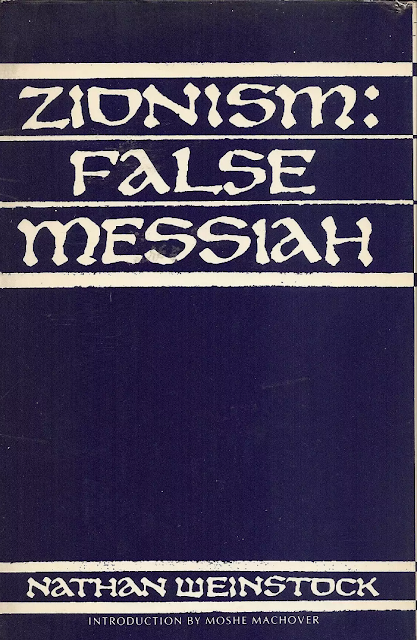 ZIONISM:
FALSE
MESSIAH
NATHAN WEINSTOCK
INTRODUCTION BY MOSHE MACHOVER